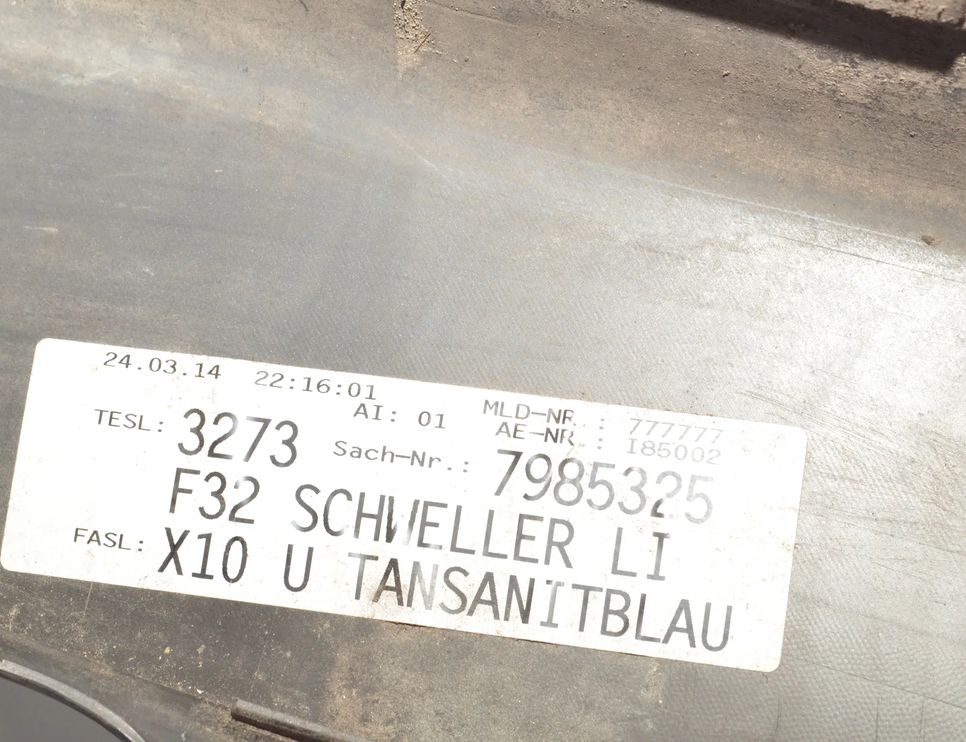 24.03.14 22:16:01
AI: 01 MLD-NR.: 777777
TESL: 3273 AE-NR.: I85002
Sach-Nr.: 7985325
F32 SCHWELLER LI
FASL: X10 U TANSANITBLAU